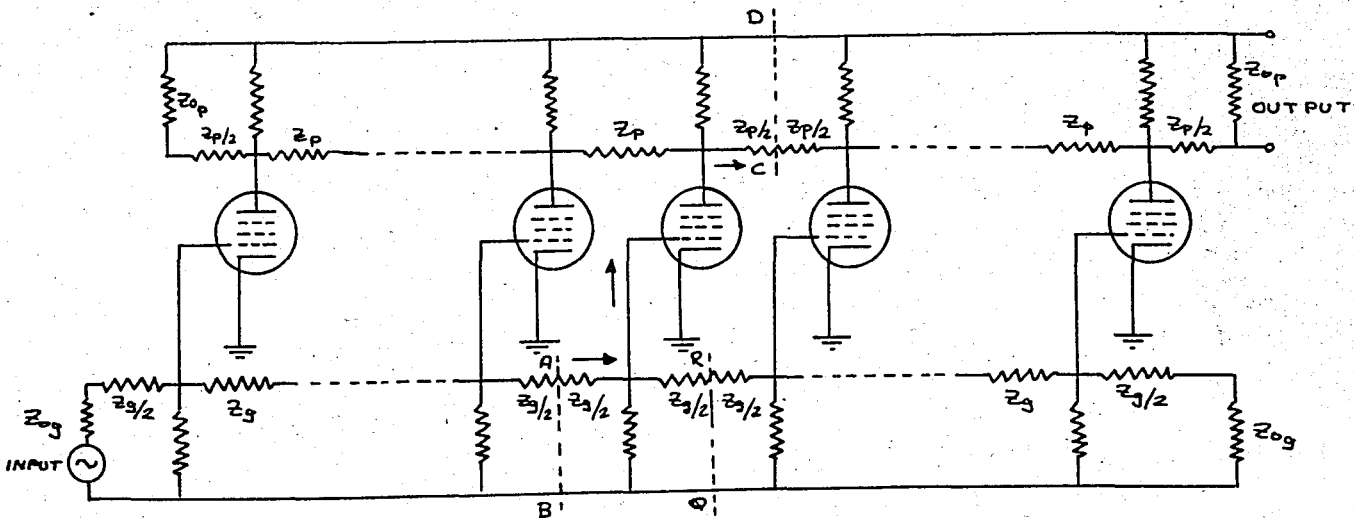 D
Zop
Zop
OUTPUT
Zp/2
Zp
Zp
Zp/2
Zp/2
Zp
Zp/2
C
A
R
Zg/2
Zg
Zg/2
Zg/2
Zg/2
Zg/2
Zg
Zg/2
Zog
Zog
INPUT
B
Q